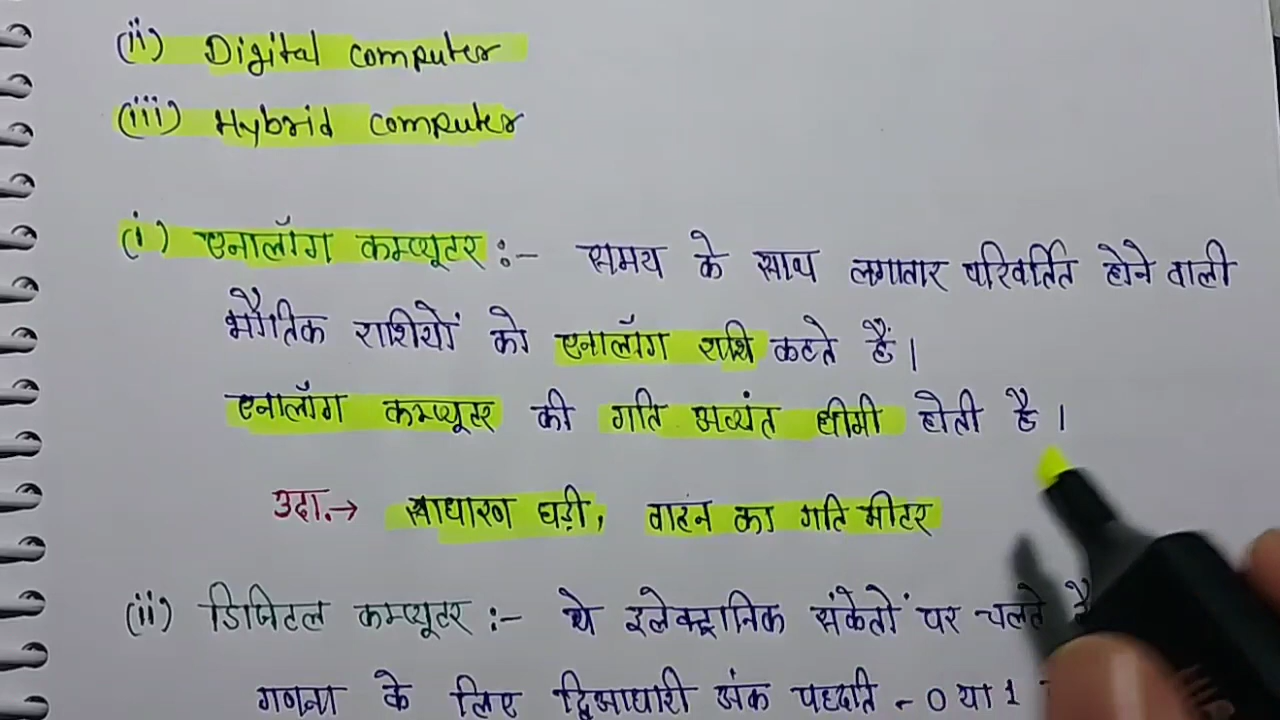 (ii) Digital computer
(iii) Hybrid computer
(i) एनालॉग कम्प्यूटर :- समय के साथ लगातार परिवर्तित होने वाली
भौतिक राशियों को एनालॉग राशि कहते हैं।
एनालॉग कम्प्यूटर की गति अत्यंत धीमी होती है।
उदा.→ साधारण घड़ी, वाहन का गति मीटर
(ii) डिजिटल कम्प्यूटर :- ये इलेक्ट्रानिक संकेतों पर चलते
गणना के लिए द्विआधारी अंक पद्धति - 0 या 1